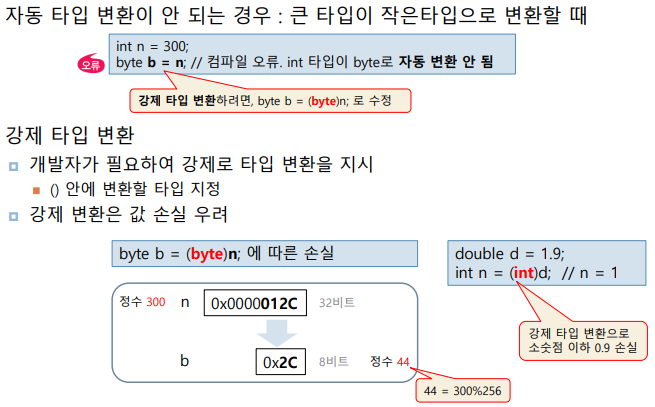 자동 타입 변환이 안 되는 경우 : 큰 타입이 작은타입으로 변환할 때
int n = 300;
byte b = n; // 컴파일 오류. int 타입이 byte로 자동 변환 안 됨
오류
강제 타입 변환하려면, byte b = (byte)n; 로 수정
강제 타입 변환
개발자가 필요하여 강제로 타입 변환을 지시
() 안에 변환할 타입 지정
강제 변환은 값 손실 우려
byte b = (byte)n; 에 따른 손실
정수 300 n 0x0000012C 32비트
b 0x2C 8비트 정수 44
44 = 300%256
double d = 1.9;
int n = (int)d; // n = 1
강제 타입 변환으로
소숫점 이하 0.9 손실